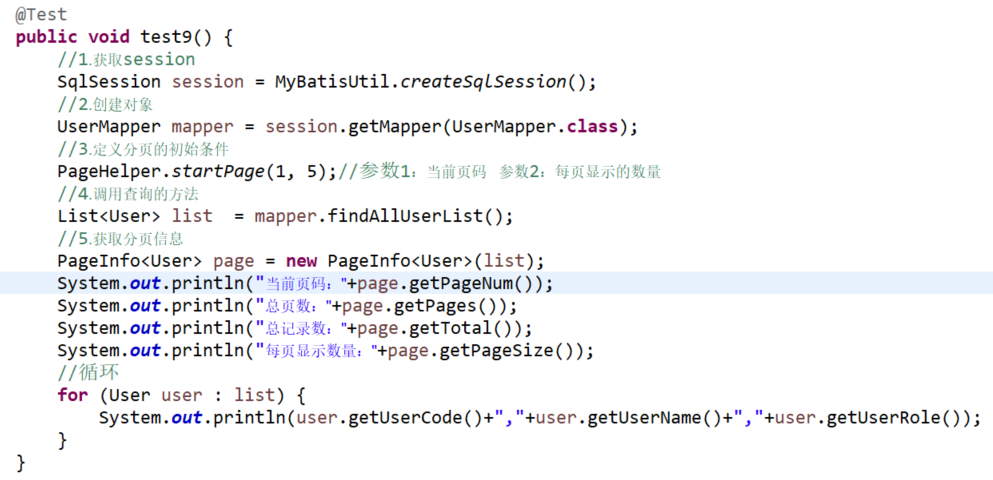 @Test
public void test9() {
//1.获取session
SqlSession session = MyBatisUtil.createSqlSession();
//2.创建对象
UserMapper mapper = session.getMapper(UserMapper.class);
//3.定义分页的初始条件
PageHelper.startPage(1, 5);//参数1：当前页码 参数2：每页显示的数量
//4.调用查询的方法
List<User> list  = mapper.findAllUserList();
//5.获取分页信息
PageInfo<User> page = new PageInfo<User>(list);
System.out.println("当前页码："+page.getPageNum());
System.out.println("总页数："+page.getPages());
System.out.println("总记录数："+page.getTotal());
System.out.println("每页显示数量："+page.getPageSize());
//循环
for (User user : list) {
System.out.println(user.getUserCode()+","+user.getUserName()+","+user.getUserRole());
}
}